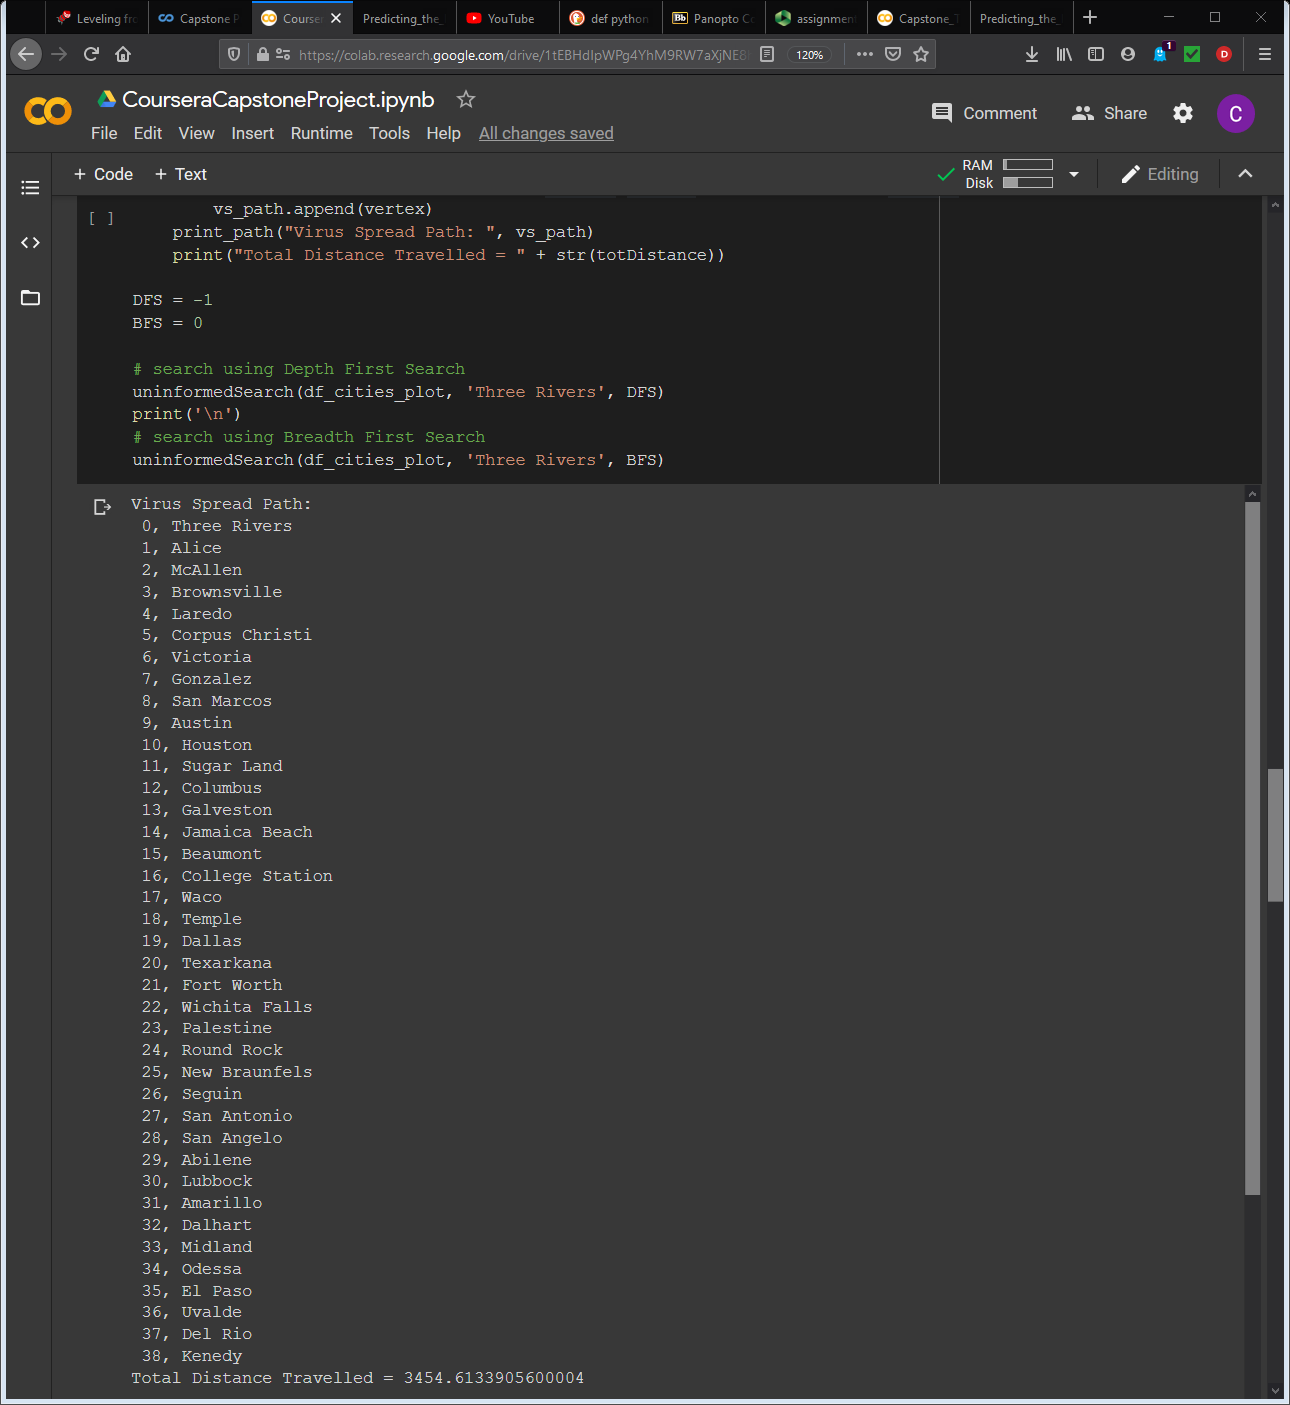 Leveling fro
Capstone P
Course
Predicting_the_
YouTube
def python
Bb Panopto Co
assignmen
Capstone_T
Predicting_the_
https://colab.research.google.com/drive/1tEBHdIpWPg4YhM9RW7aXjNE8
120%
1
D
CourseraCapstoneProject.ipynb
File Edit View Insert Runtime Tools Help All changes saved
Comment
Share
C
+ Code + Text
RAM
Disk
Editing
[ ]
vs_path.append(vertex)
print_path("Virus Spread Path: ", vs_path)
print("Total Distance Travelled = " + str(totDistance))
DFS = -1
BFS = 0
# search using Depth First Search
uninformedSearch(df_cities_plot, 'Three Rivers', DFS)
print('\n')
# search using Breadth First Search
uninformedSearch(df_cities_plot, 'Three Rivers', BFS)
Virus Spread Path:
0, Three Rivers
1, Alice
2, McAllen
3, Brownsville
4, Laredo
5, Corpus Christi
6, Victoria
7, Gonzalez
8, San Marcos
9, Austin
10, Houston
11, Sugar Land
12, Columbus
13, Galveston
14, Jamaica Beach
15, Beaumont
16, College Station
17, Waco
18, Temple
19, Dallas
20, Texarkana
21, Fort Worth
22, Wichita Falls
23, Palestine
24, Round Rock
25, New Braunfels
26, Seguin
27, San Antonio
28, San Angelo
29, Abilene
30, Lubbock
31, Amarillo
32, Dalhart
33, Midland
34, Odessa
35, El Paso
36, Uvalde
37, Del Rio
38, Kenedy
Total Distance Travelled = 3454.6133905600004